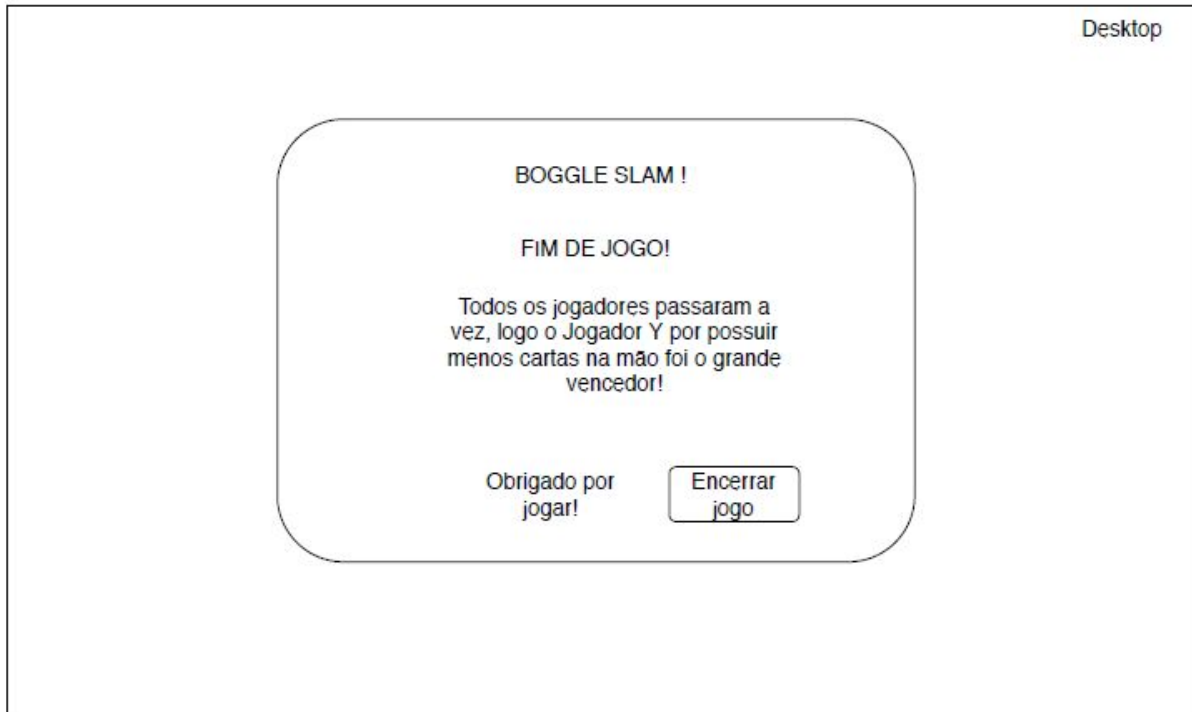 Desktop
BOGGLE SLAM !
FIM DE JOGO!
Todos os jogadores passaram a
vez, logo o Jogador Y por possuir
menos cartas na mão foi o grande
vencedor!
Obrigado por
jogar!
Encerrar
jogo